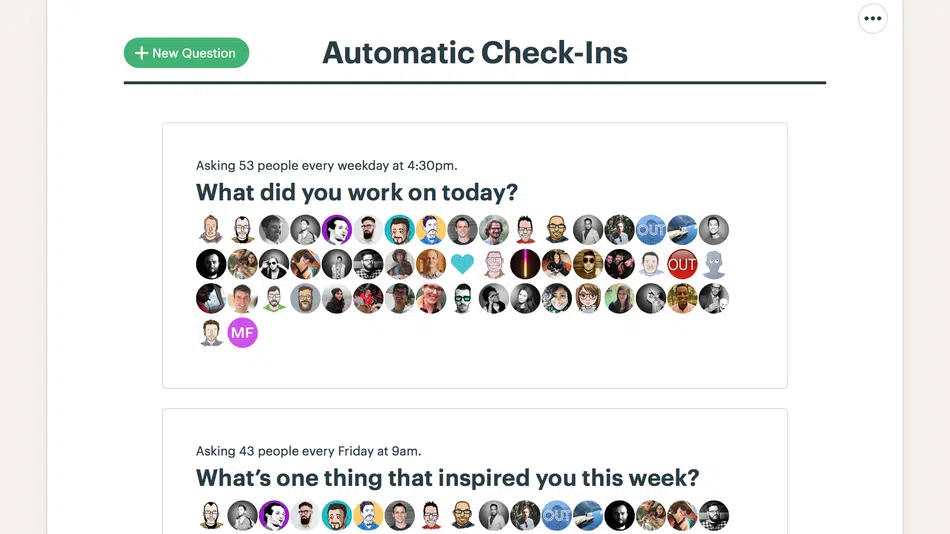 New Question
Automatic Check-Ins
Asking 53 people every weekday at 4:30pm.
What did you work on today?
OUT
OUT
MF
Asking 43 people every Friday at 9am.
What’s one thing that inspired you this week?
OUT